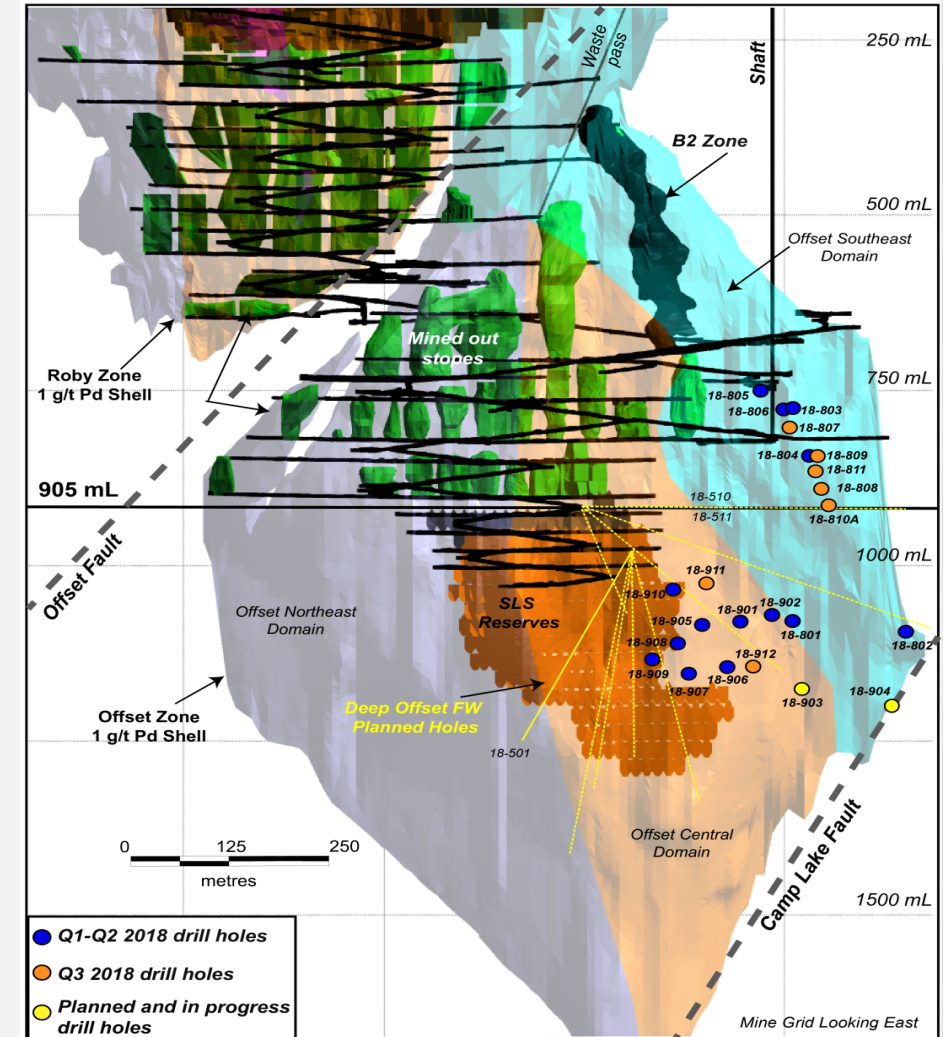 250 mL
Waste
pass
Shaft
B2 Zone
500 mL
Offset Southeast
Domain
Mined out
stopes
Roby Zone
1 g/t Pd Shell
750 mL
18-805
18-806
18-803
18-807
18-804
18-809
18-811
18-808
18-810A
905 mL
18-510
18-511
Offset Fault
1000 mL
18-911
18-910
SLS
Reserves
18-905
18-901
18-902
18-801
18-802
Offset Northeast
Domain
18-908
18-909
18-907
18-906
18-912
18-903
18-904
Offset Zone
1 g/t Pd Shell
Deep Offset FW
Planned Holes
18-501
Offset Central
Domain
Camp Lake Fault
0 125 250
metres
1500 mL
Q1-Q2 2018 drill holes
Q3 2018 drill holes
Planned and in progress
drill holes
Mine Grid Looking East